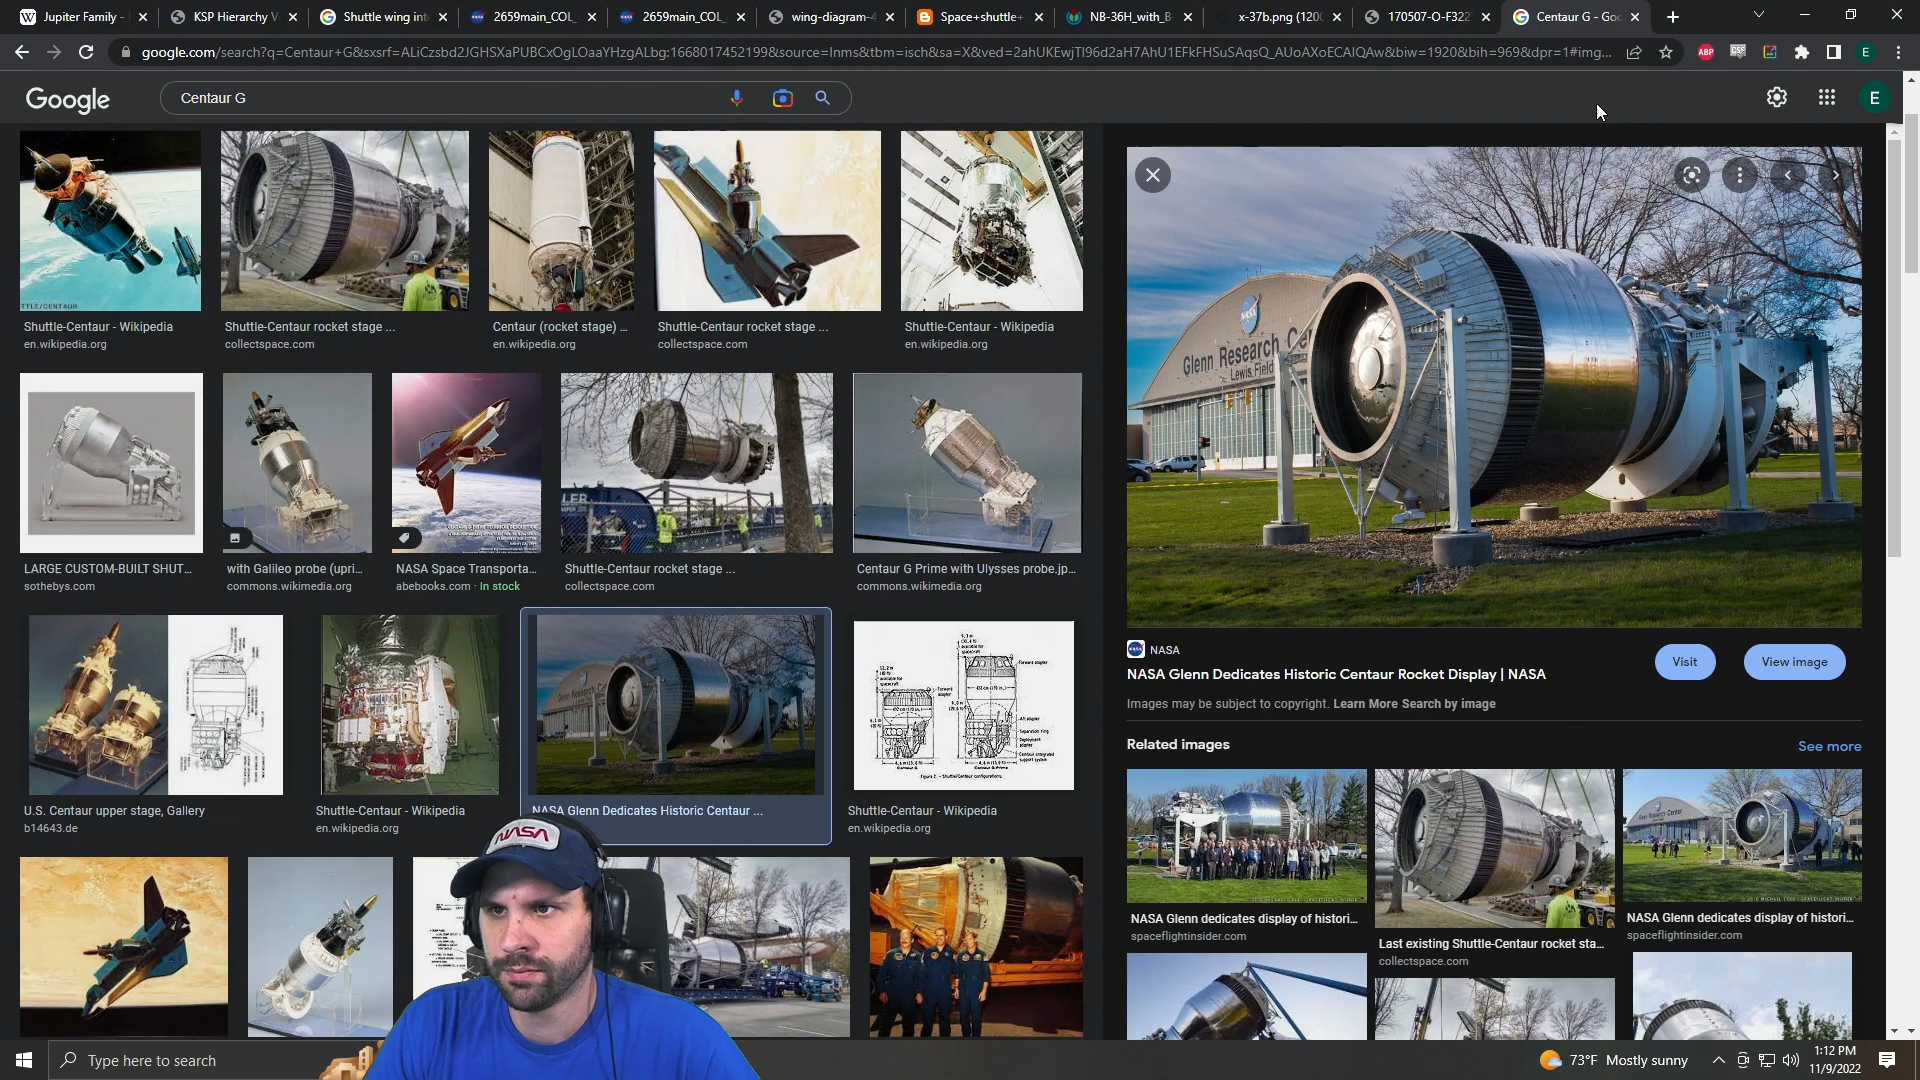 Jupiter Family -
KSP Hierarchy V
Shuttle wing int
2659main_COL_
2659main_COL_
wing-diagram-4
Space+shuttle+
NB-36H_with_B-
x-37b.png (120
170507-O-F322
Centaur G - Goo
google.com/search?q=Centaur+G&sxsrf=ALiCzsbd2JGHSXaPUBCxOgLOaaYHzgALbg:1668017452199&source=lnms&tbm=isch&sa=X&ved=2ahUKEwjTl96d2aH7AhU1EFkFHSuSAqsQ_AUoAXoECAIQAw&biw=1920&bih=969&dpr=1#img...
ABP
E
Google
Centaur G
E
TTLE/CENTAUR
Shuttle-Centaur - Wikipedia
en.wikipedia.org
Shuttle-Centaur rocket stage ...
collectspace.com
Centaur (rocket stage) ...
en.wikipedia.org
Shuttle-Centaur rocket stage ...
collectspace.com
Shuttle-Centaur - Wikipedia
en.wikipedia.org
Glenn Research Ce
Lewis Field
LARGE CUSTOM-BUILT SHUT...
sothebys.com
with Galileo probe (upri...
commons.wikimedia.org
NASA Space Transporta...
abebooks.com · In stock
Shuttle-Centaur rocket stage ...
collectspace.com
Centaur G Prime with Ulysses probe.jp...
commons.wikimedia.org
NASA
NASA Glenn Dedicates Historic Centaur Rocket Display | NASA
Visit
View image
Images may be subject to copyright. Learn More Search by image
Related images
See more
U.S. Centaur upper stage, Gallery
b14643.de
Shuttle-Centaur - Wikipedia
en.wikipedia.org
NASA Glenn Dedicates Historic Centaur ...
Shuttle-Centaur - Wikipedia
en.wikipedia.org
NASA
NASA Glenn dedicates display of histori...
spaceflightinsider.com
Last existing Shuttle-Centaur rocket sta...
collectspace.com
NASA Glenn dedicates display of histori...
spaceflightinsider.com
Type here to search
73°F Mostly sunny
1:12 PM
11/9/2022